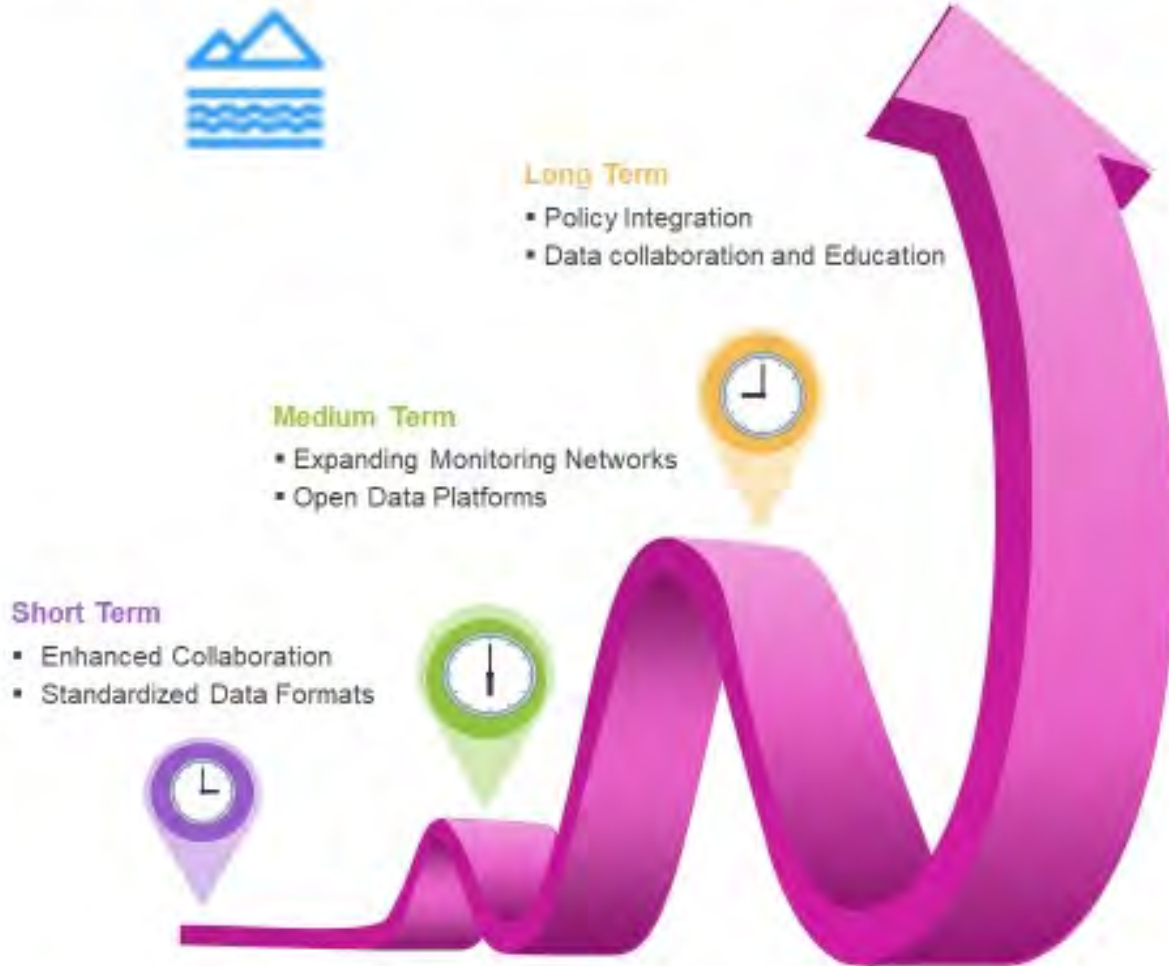 Long Term
▪ Policy Integration
▪ Data collaboration and Education
Medium Term
▪ Expanding Monitoring Networks
▪ Open Data Platforms
Short Term
▪ Enhanced Collaboration
▪ Standardized Data Formats